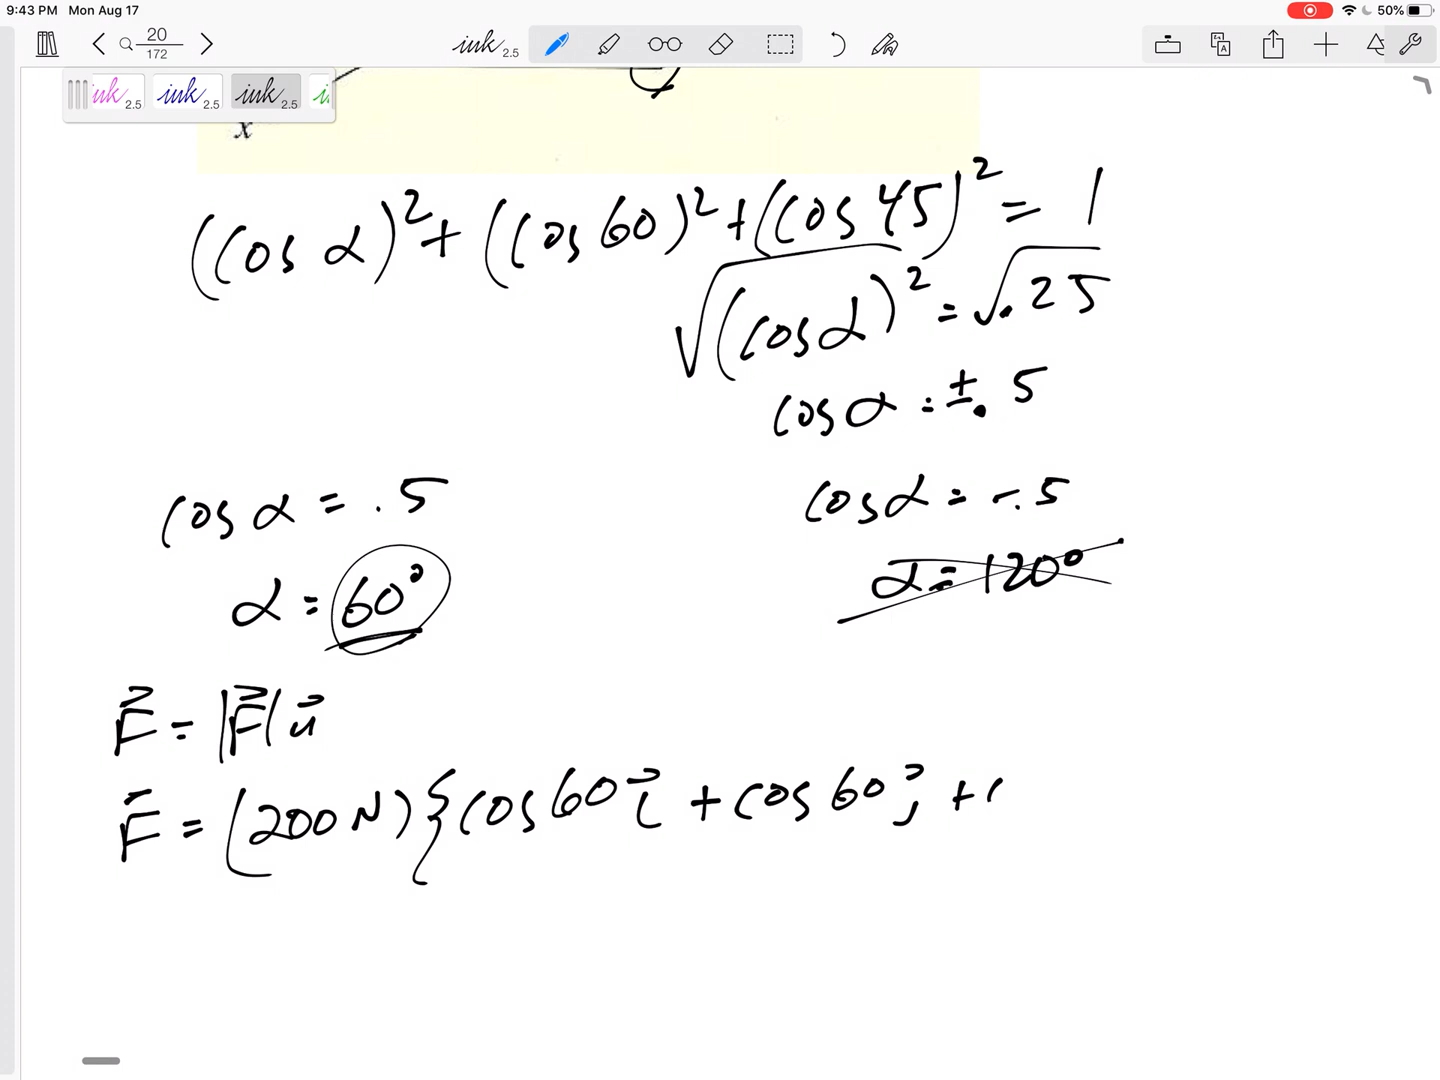 9:43 PM Mon Aug 17
50%
20
172
ink 2.5
ink 2.5
ink 2.5
ink 2.5
x
(cos α)² + (cos 60)² + (cos 45)² = 1
√(cos α)² = √.25
cos α = ±.5
cos α = .5
cos α = -.5
α = 60°
α = 120°
F⃗ = |F⃗| u⃗
F⃗ = (200 N) {cos 60 i⃗ + cos 60 j⃗ + (